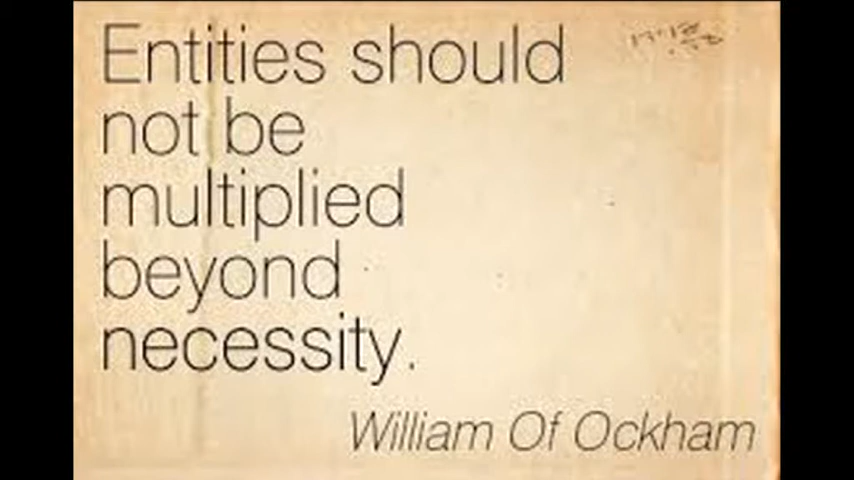 Entities should
not be
multiplied
beyond
necessity.
William Of Ockham